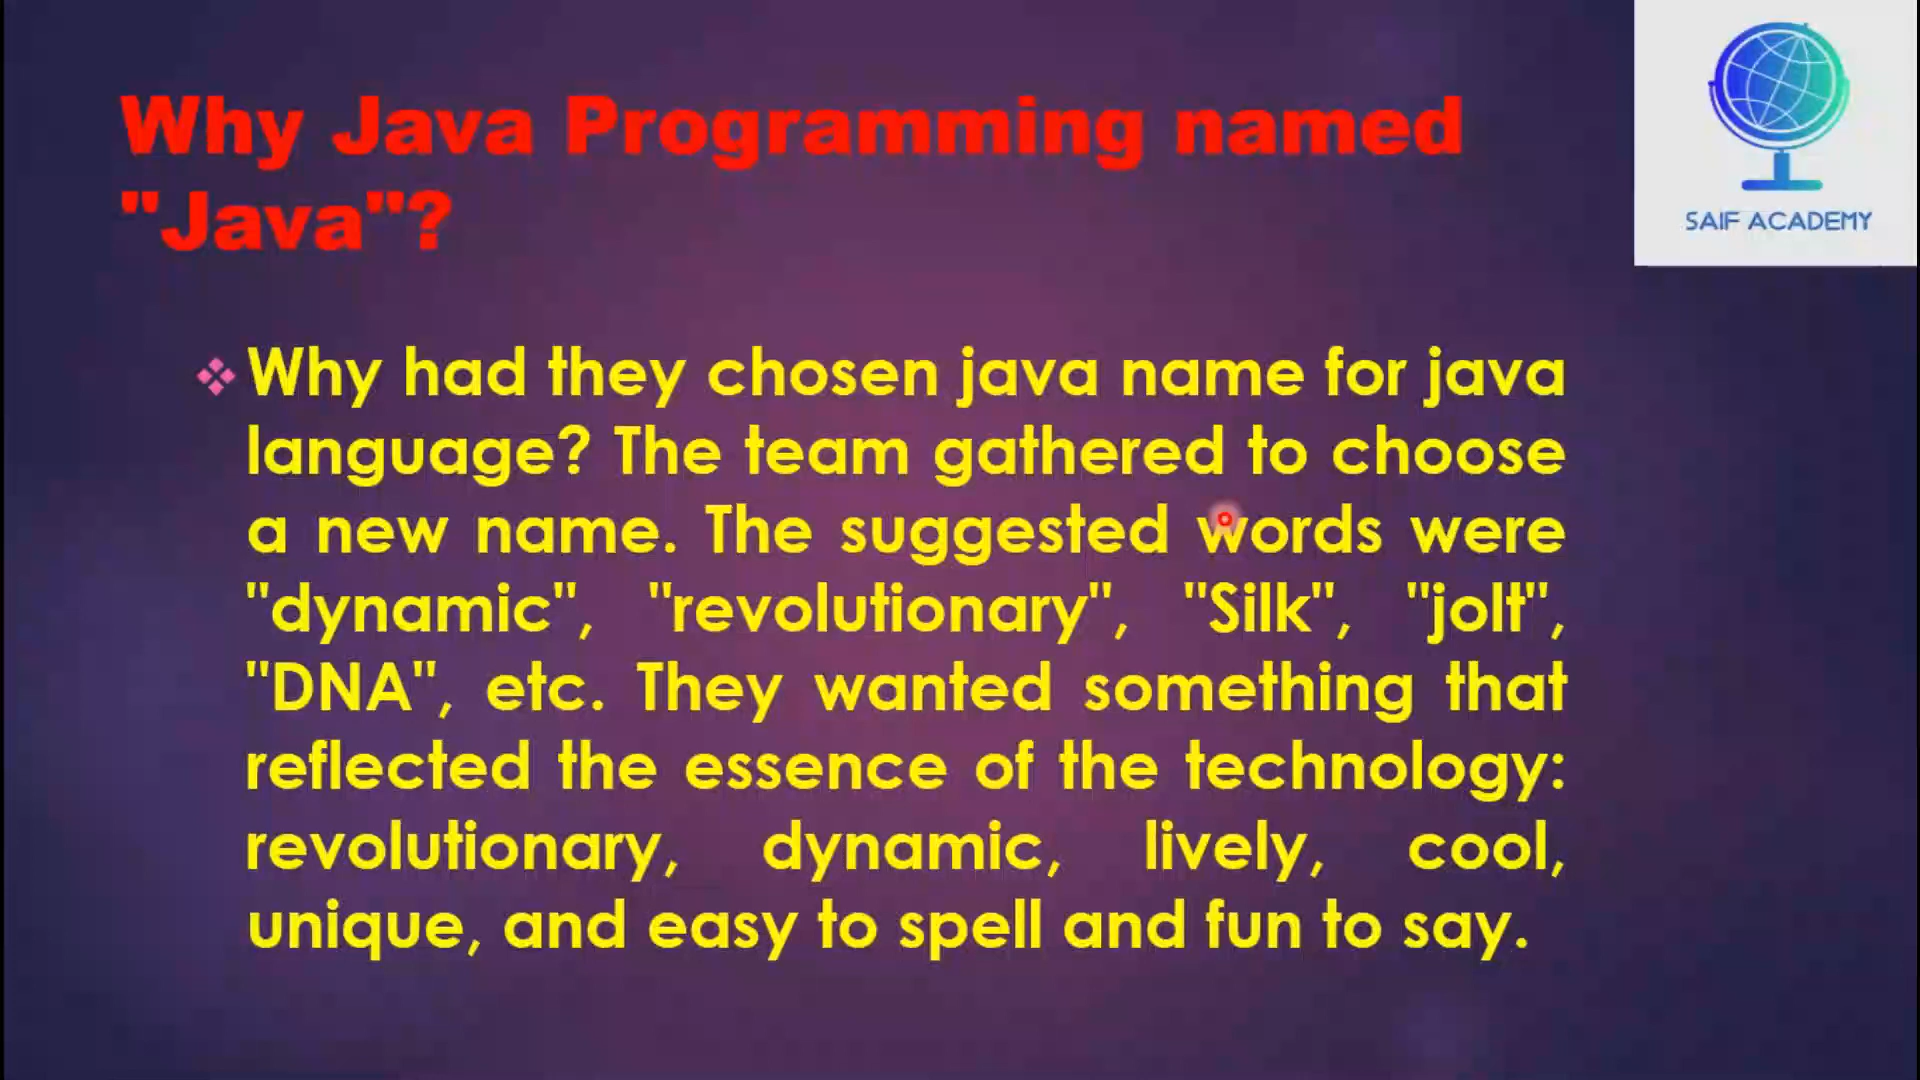 Why Java Programming named
"Java"?
SAIF ACADEMY
Why had they chosen java name for java
language? The team gathered to choose
a new name. The suggested words were
"dynamic", "revolutionary", "Silk", "jolt",
"DNA", etc. They wanted something that
reflected the essence of the technology:
revolutionary, dynamic, lively, cool,
unique, and easy to spell and fun to say.